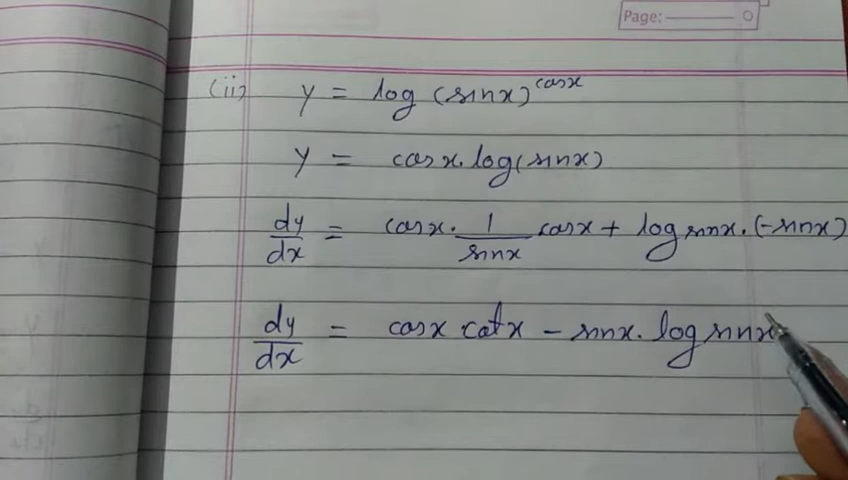 Page:
(ii) y = log (sinx)^cosx
y = cosx. log(sinx)
dy/dx = cosx. 1/sinx cosx + log sinx. (-sinx)
dy/dx = cosx cotx - sinx. log sinx